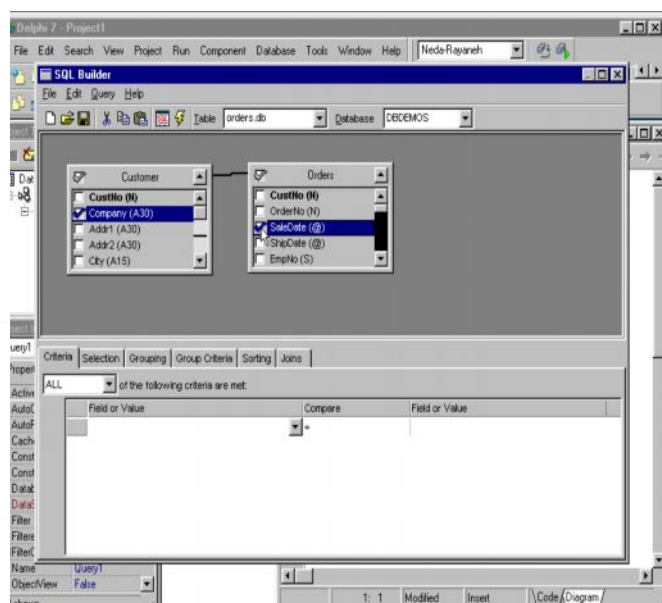 Delphi 7 - Project1
File Edit Search View Project Run Component Database Tools Window Help Neda-Rayaneh
SQL Builder
File Edit Query Help
Table orders.db Database DBDEMOS
Customer
CustNo (N)
Company (A30)
Addr1 (A30)
Addr2 (A30)
City (A15)
Orders
CustNo (N)
OrderNo (N)
SaleDate (@)
ShipDate (@)
EmpNo (S)
Criteria Selection Grouping Group Criteria Sorting Joins
ALL of the following criteria are met:
Field or Value Compare Field or Value
=
Filter
Name Query1
ObjectView False
1: 1 Modified Insert Code Diagram